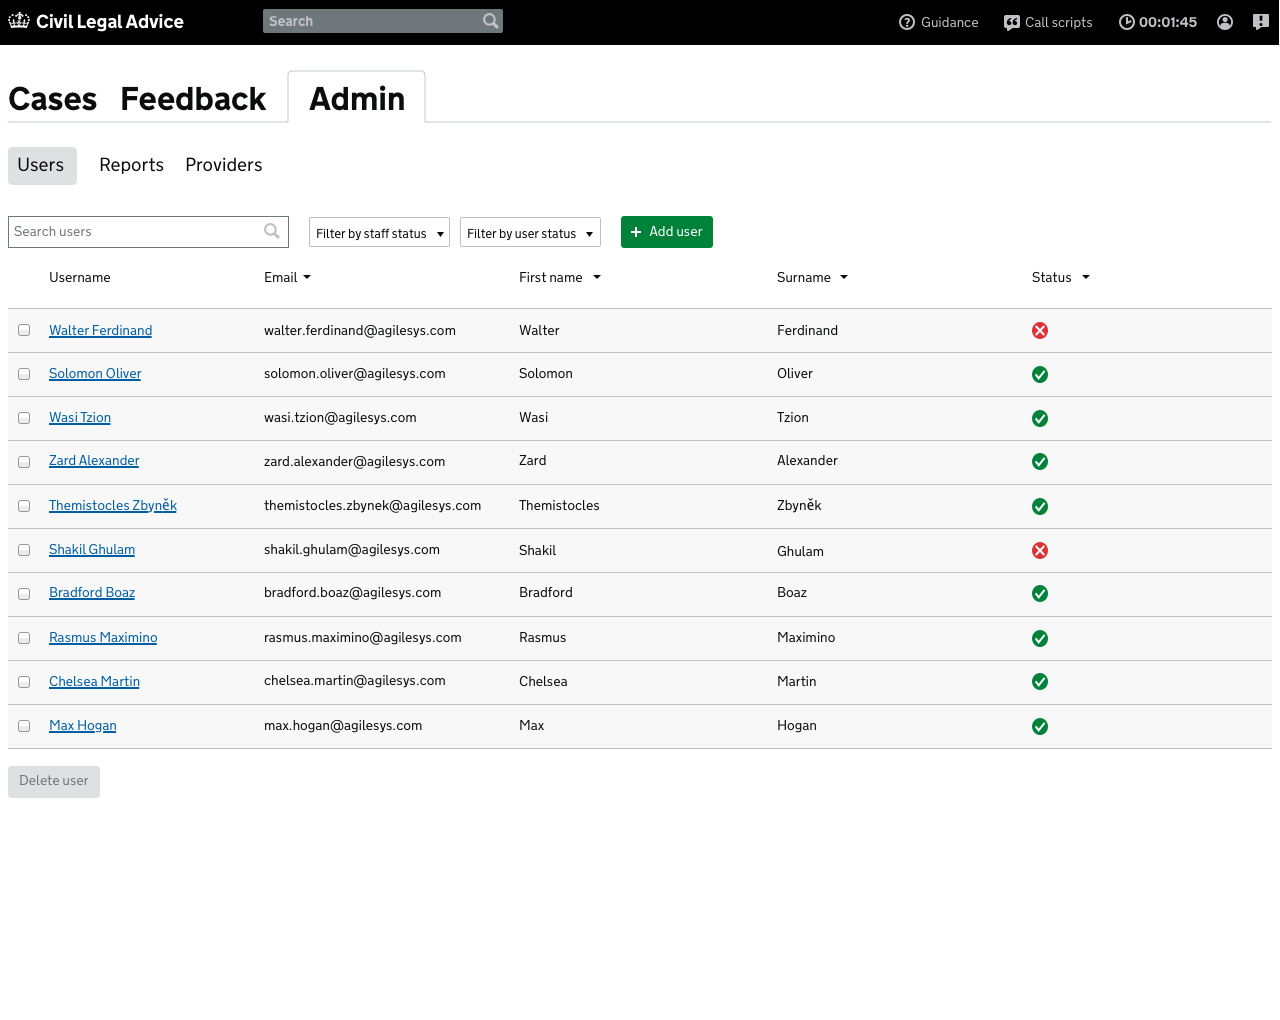 Civil Legal Advice Search Guidance Call scripts 00:01:45
Cases Feedback Admin
Users Reports Providers
Search users Filter by staff status Filter by user status + Add user
Username Email First name Surname Status
Walter Ferdinand walter.ferdinand@agilesys.com Walter Ferdinand
Solomon Oliver solomon.oliver@agilesys.com Solomon Oliver
Wasi Tzion wasi.tzion@agilesys.com Wasi Tzion
Zard Alexander zard.alexander@agilesys.com Zard Alexander
Themistocles Zbyněk themistocles.zbynek@agilesys.com Themistocles Zbyněk
Shakil Ghulam shakil.ghulam@agilesys.com Shakil Ghulam
Bradford Boaz bradford.boaz@agilesys.com Bradford Boaz
Rasmus Maximino rasmus.maximino@agilesys.com Rasmus Maximino
Chelsea Martin chelsea.martin@agilesys.com Chelsea Martin
Max Hogan max.hogan@agilesys.com Max Hogan
Delete user